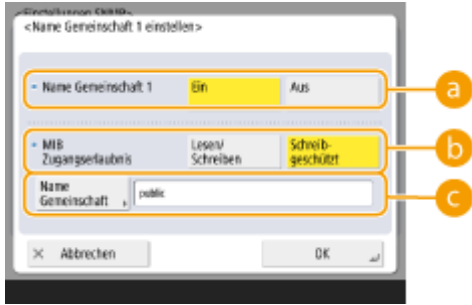 <Einstellungen SNMP>
<Name Gemeinschaft 1 einstellen>
Name Gemeinschaft 1
Ein
Aus
a
MIB
Zugangserlaubnis
Lesen/
Schreiben
Schreib-
geschützt
b
Name
Gemeinschaft
public
c
Abbrechen
OK